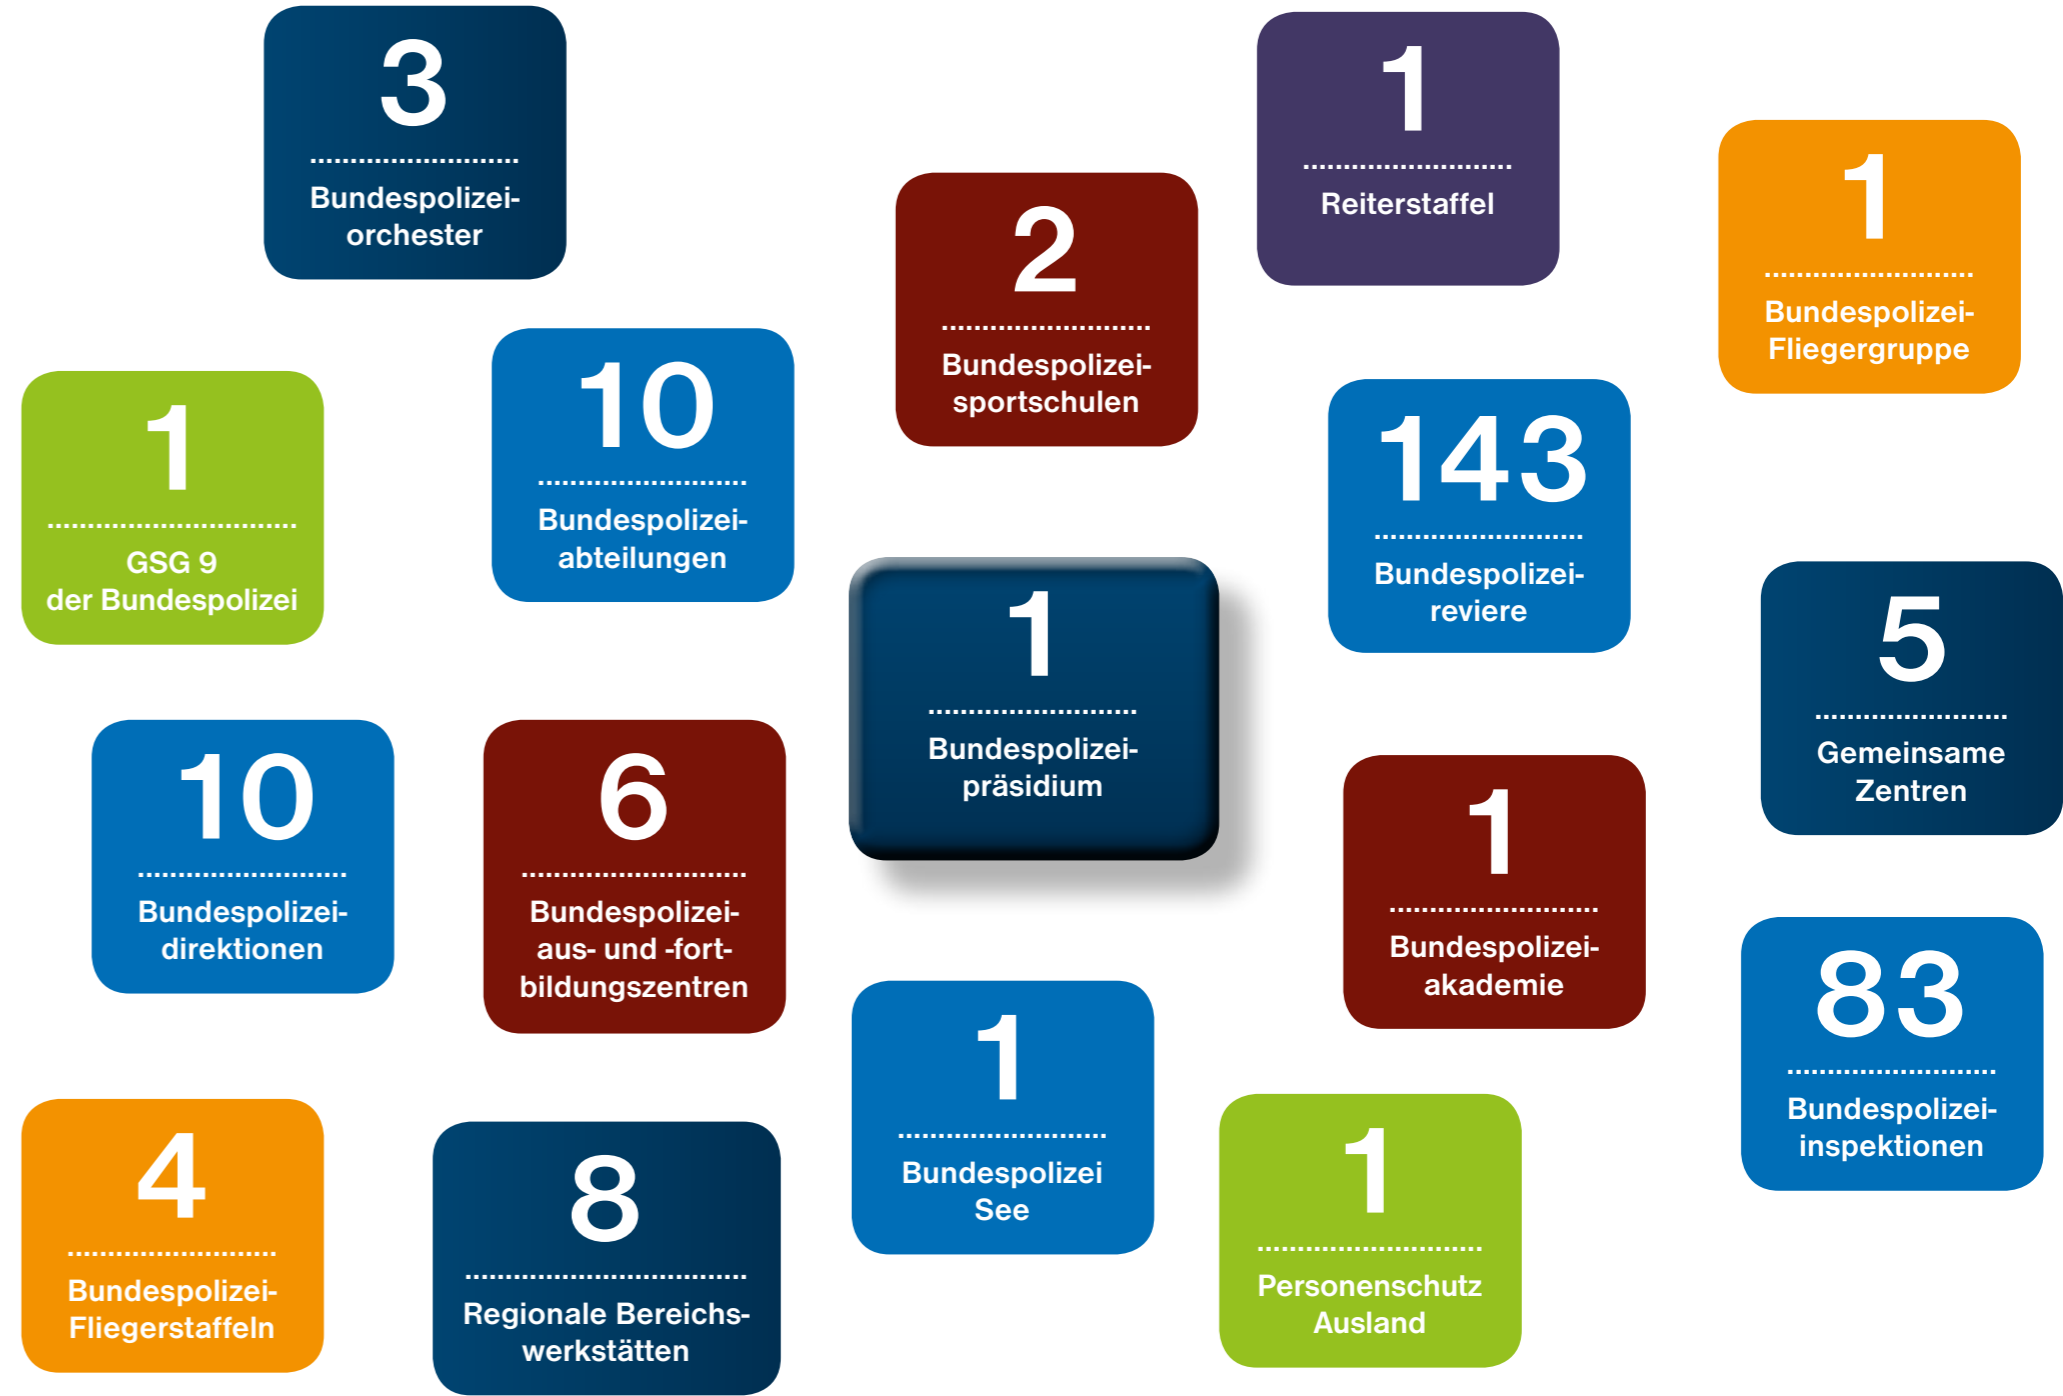 3
Bundespolizei-
orchester
1
Reiterstaffel
1
Bundespolizei-
Fliegergruppe
2
Bundespolizei-
sportschulen
10
Bundespolizei-
abteilungen
1
GSG 9
der Bundespolizei
143
Bundespolizei-
reviere
1
Bundespolizei-
präsidium
5
Gemeinsame
Zentren
10
Bundespolizei-
direktionen
6
Bundespolizei-
aus- und -fort-
bildungszentren
1
Bundespolizei-
akademie
83
Bundespolizei-
inspektionen
1
Bundespolizei
See
4
Bundespolizei-
Fliegerstaffeln
8
Regionale Bereichs-
werkstätten
1
Personenschutz
Ausland